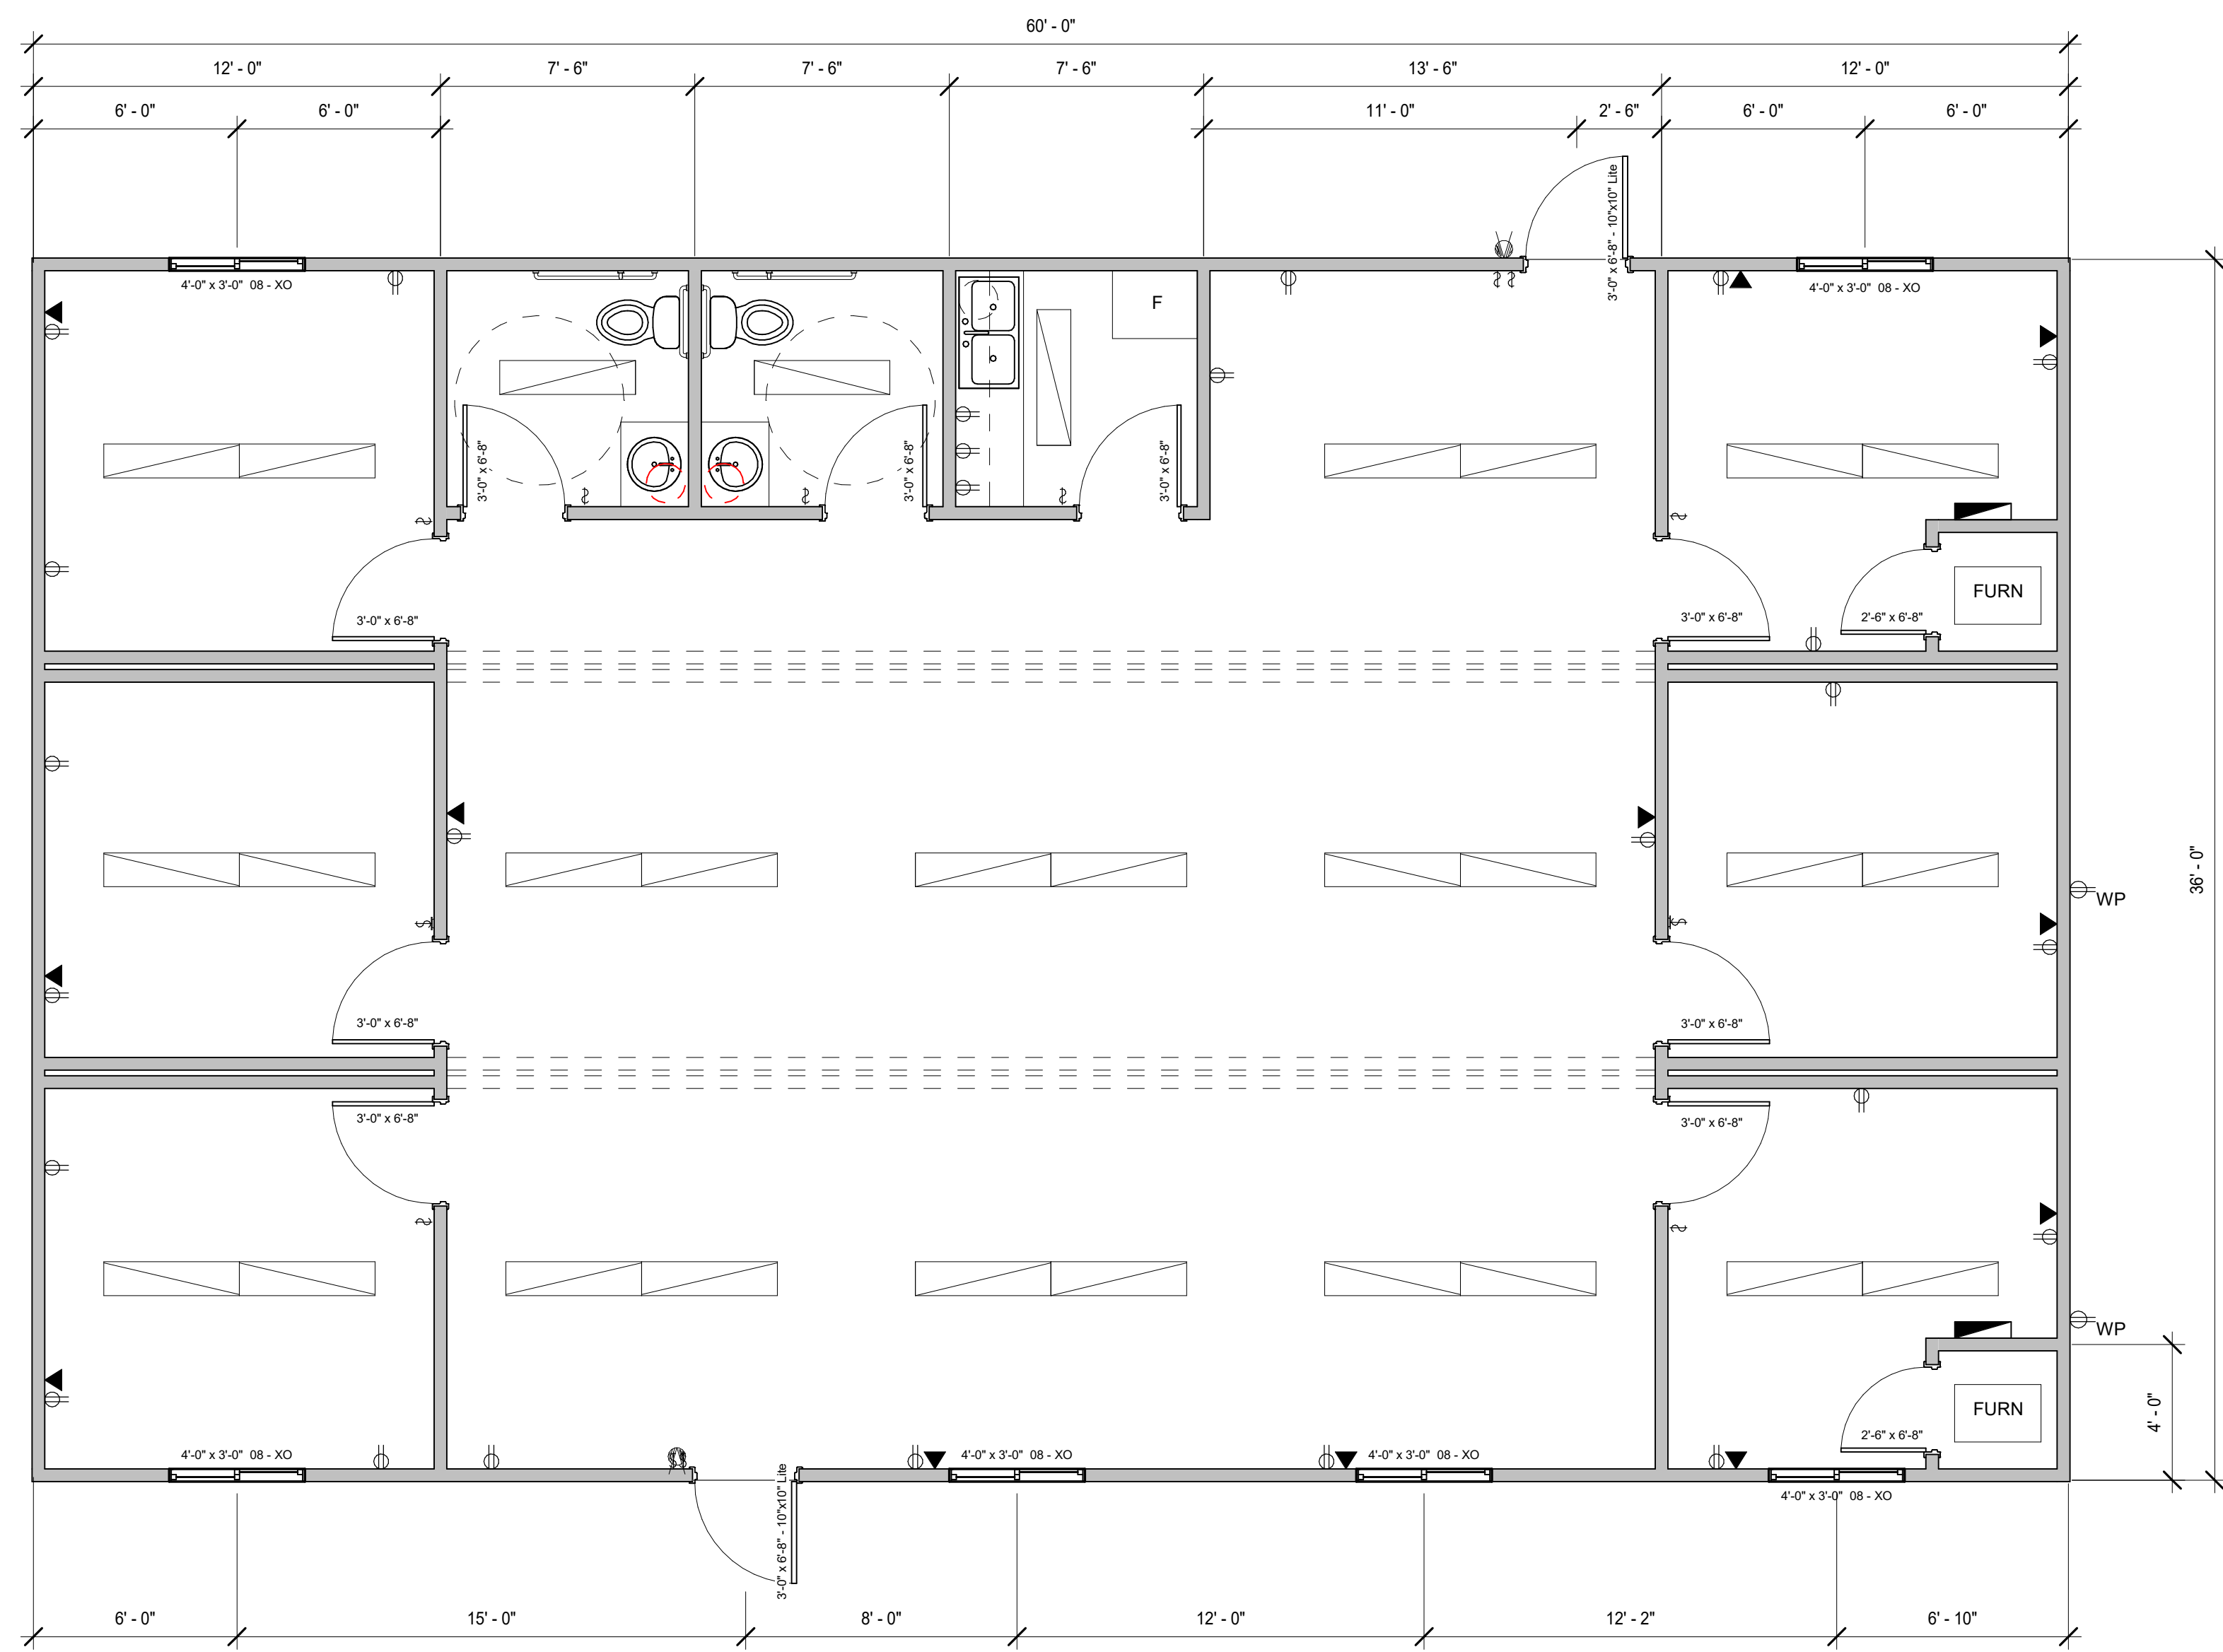 60' - 0"
12' - 0" 7' - 6" 7' - 6" 7' - 6" 13' - 6" 12' - 0"
6' - 0" 6' - 0" 11' - 0" 2' - 6" 6' - 0" 6' - 0"
3'-0" x 6'-8" - 10"x10" Lite
4'-0" x 3'-0" 08 - XO
4'-0" x 3'-0" 08 - XO
F
3'-0" x 6'-8"
3'-0" x 6'-8"
3'-0" x 6'-8"
FURN
3'-0" x 6'-8"
3'-0" x 6'-8"
2'-6" x 6'-8"
36' - 0"
WP
3'-0" x 6'-8"
3'-0" x 6'-8"
3'-0" x 6'-8"
3'-0" x 6'-8"
WP
4' - 0"
FURN
2'-6" x 6'-8"
4'-0" x 3'-0" 08 - XO
4'-0" x 3'-0" 08 - XO
4'-0" x 3'-0" 08 - XO
4'-0" x 3'-0" 08 - XO
3'-0" x 6'-8" - 10"x10" Lite
6' - 0" 15' - 0" 8' - 0" 12' - 0" 12' - 2" 6' - 10"